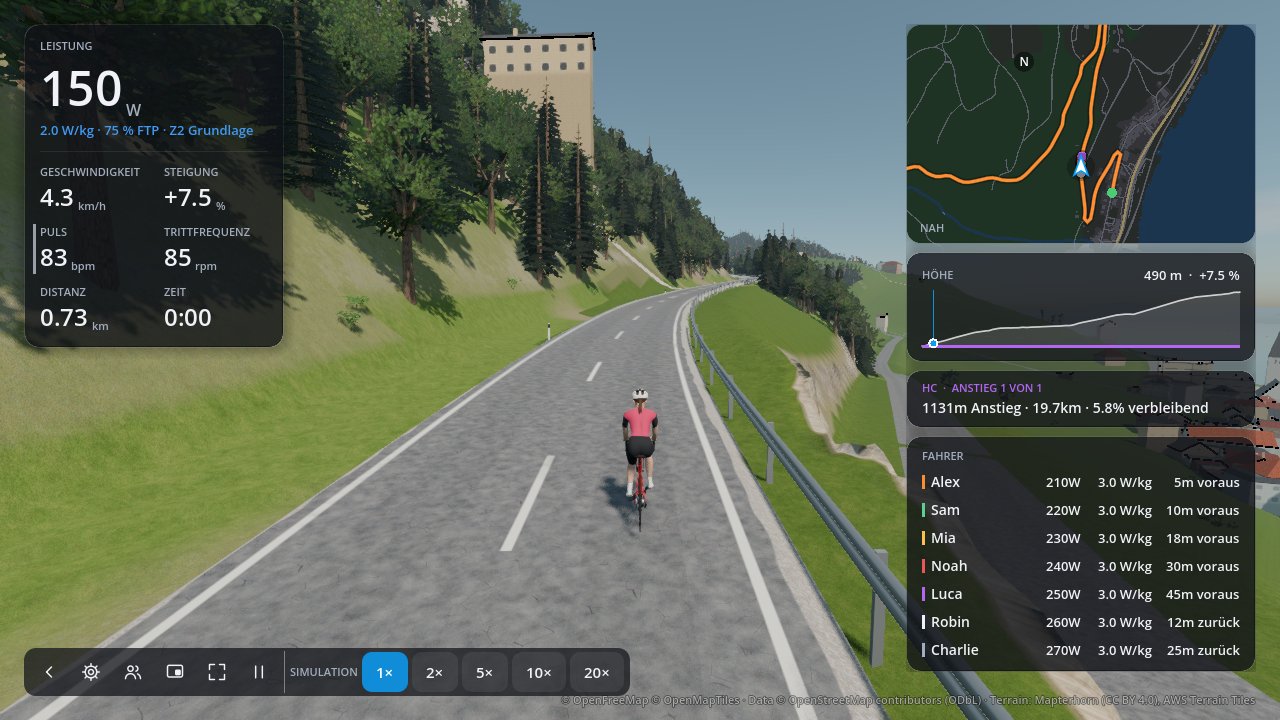 LEISTUNG
150 W
2.0 W/kg · 75 % FTP · Z2 Grundlage
GESCHWINDIGKEIT STEIGUNG
4.3 km/h +7.5 %
PULS TRITTFREQUENZ
83 bpm 85 rpm
DISTANZ ZEIT
0.73 km 0:00
N
NAH
HÖHE 490 m · +7.5 %
HC · ANSTIEG 1 VON 1
1131m Anstieg · 19.7km · 5.8% verbleibend
FAHRER
Alex 210W 3.0 W/kg 5m voraus
Sam 220W 3.0 W/kg 10m voraus
Mia 230W 3.0 W/kg 18m voraus
Noah 240W 3.0 W/kg 30m voraus
Luca 250W 3.0 W/kg 45m voraus
Robin 260W 3.0 W/kg 12m zurück
Charlie 270W 3.0 W/kg 25m zurück
SIMULATION 1× 2× 5× 10× 20×
© OpenFreeMap © OpenMapTiles · Data © OpenStreetMap contributors (ODbL) · Terrain: Mapterhorn (CC BY 4.0), AWS Terrain Tiles